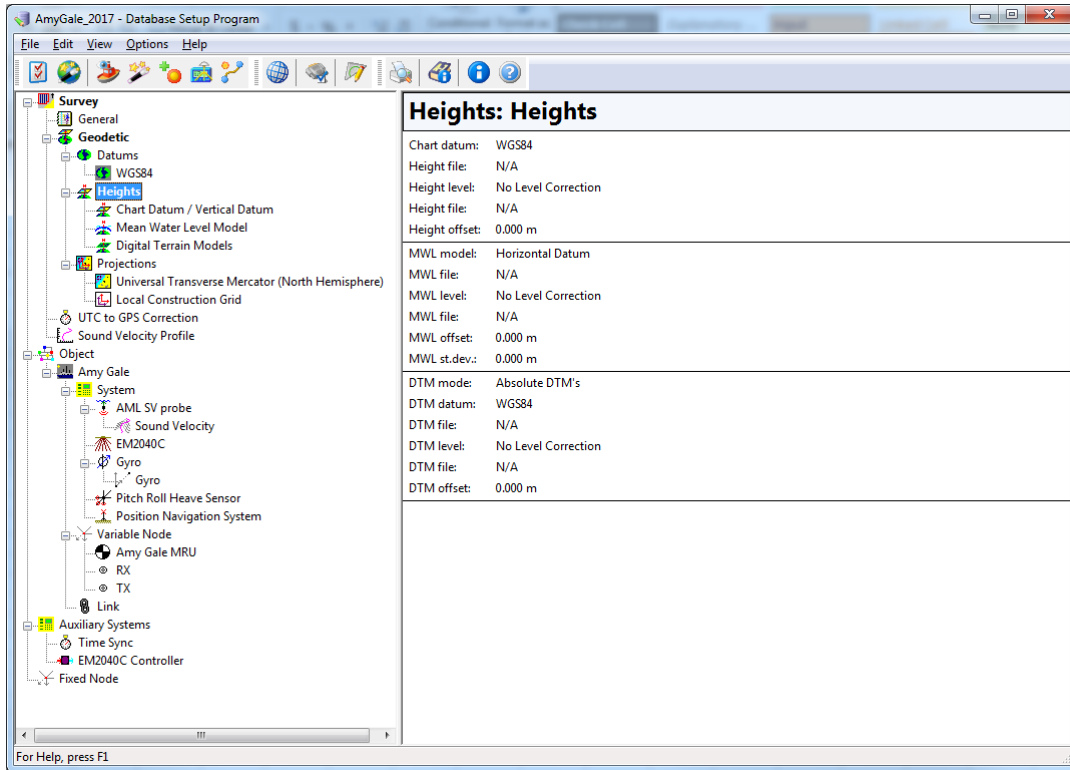 AmyGale_2017 - Database Setup Program
File Edit View Options Help
Survey
General
Geodetic
Datums
WGS84
Heights
Chart Datum / Vertical Datum
Mean Water Level Model
Digital Terrain Models
Projections
Universal Transverse Mercator (North Hemisphere)
Local Construction Grid
UTC to GPS Correction
Sound Velocity Profile
Object
Amy Gale
System
AML SV probe
Sound Velocity
EM2040C
Gyro
Gyro
Pitch Roll Heave Sensor
Position Navigation System
Variable Node
Amy Gale MRU
RX
TX
Link
Auxiliary Systems
Time Sync
EM2040C Controller
Fixed Node
Heights: Heights
Chart datum: WGS84
Height file: N/A
Height level: No Level Correction
Height file: N/A
Height offset: 0.000 m
MWL model: Horizontal Datum
MWL file: N/A
MWL level: No Level Correction
MWL file: N/A
MWL offset: 0.000 m
MWL st.dev.: 0.000 m
DTM mode: Absolute DTM's
DTM datum: WGS84
DTM file: N/A
DTM level: No Level Correction
DTM file: N/A
DTM offset: 0.000 m
For Help, press F1